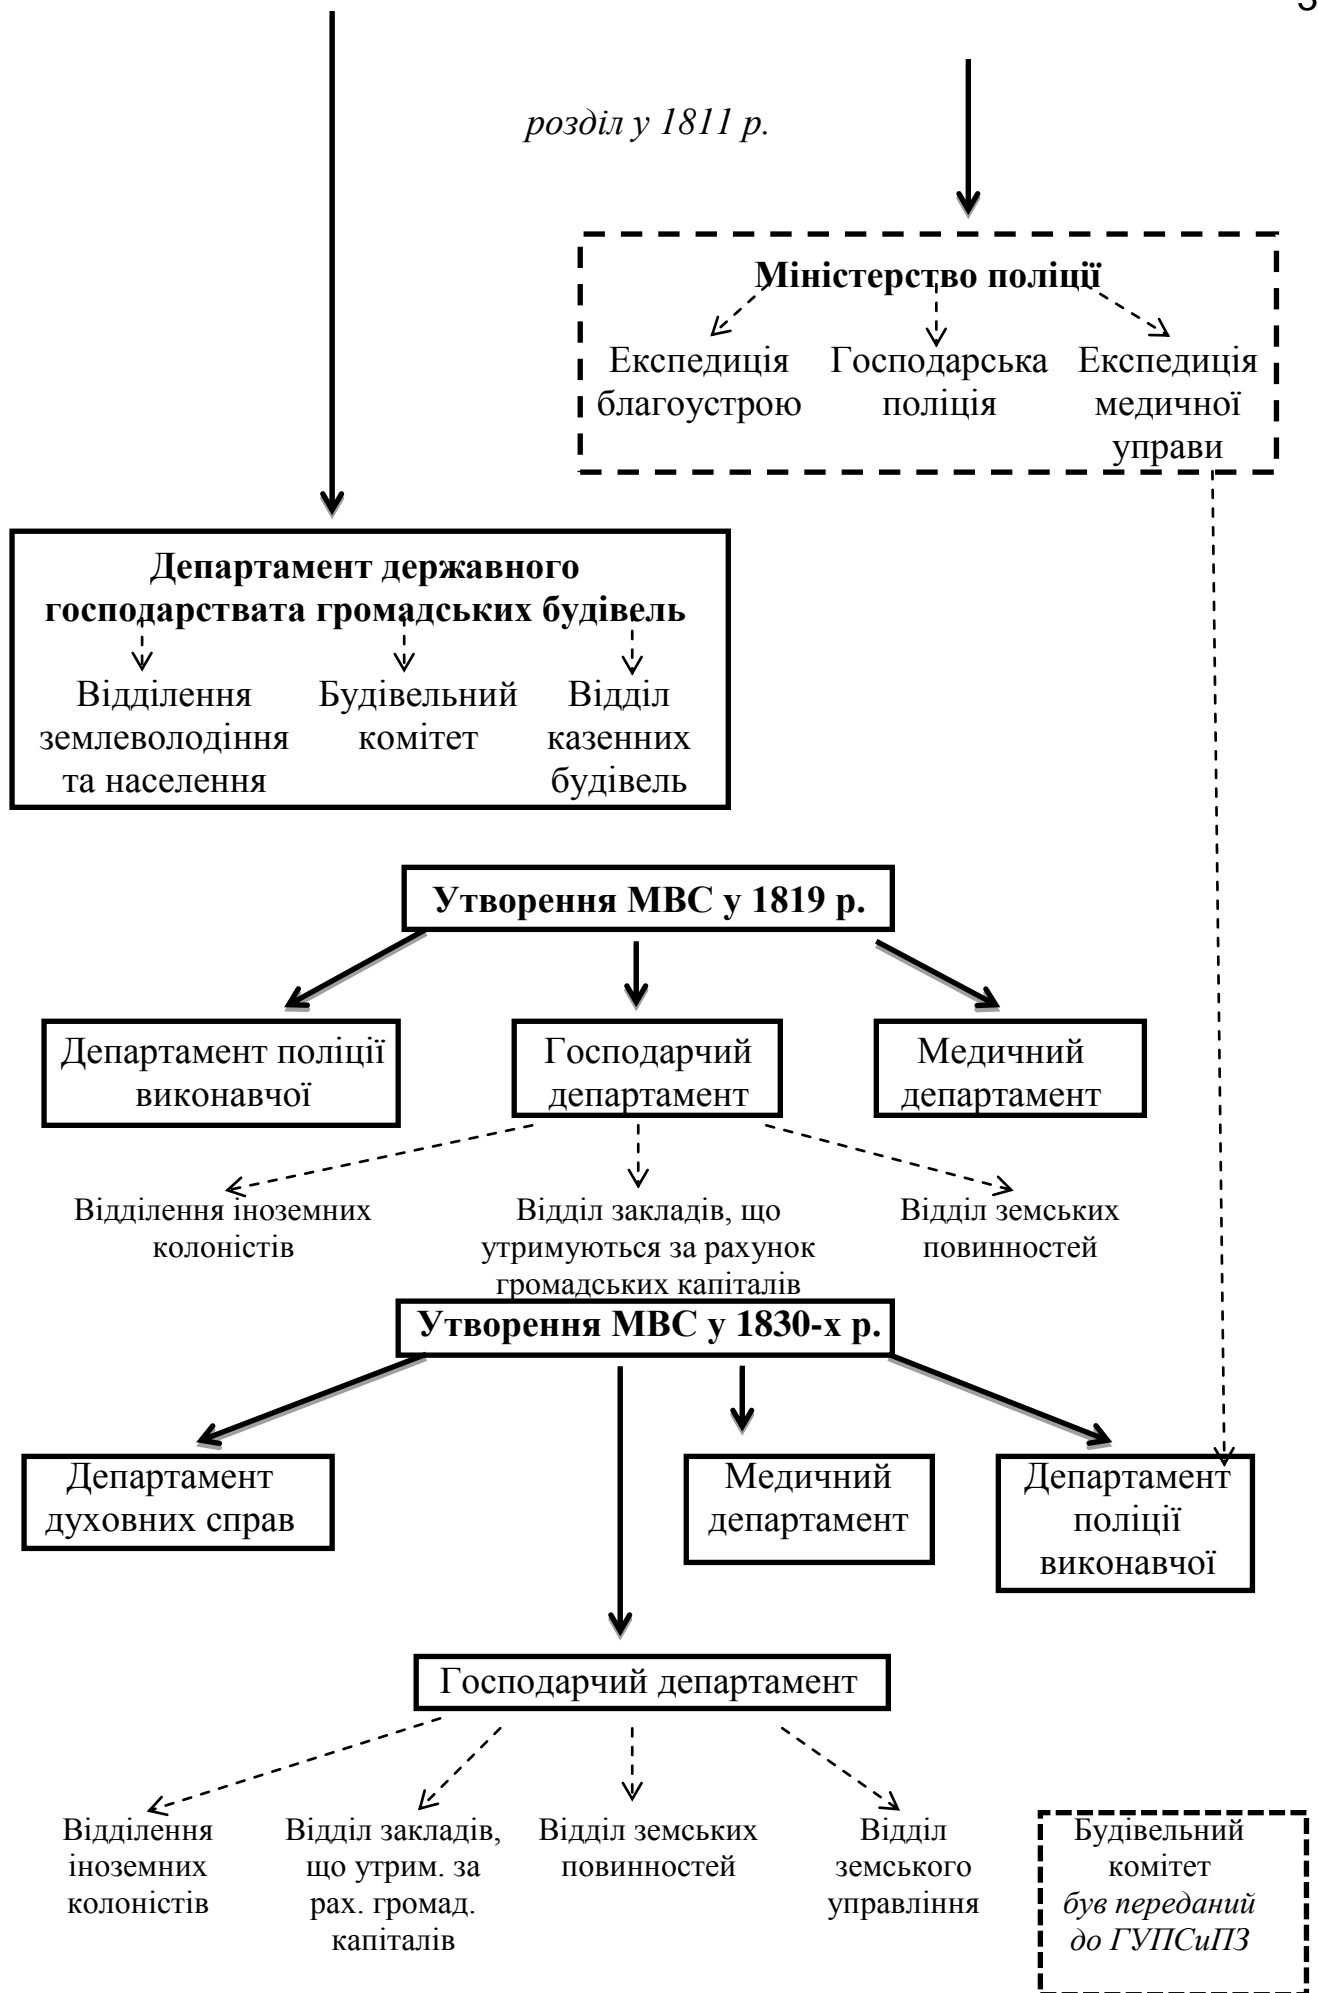 розділ у 1811 р.
Міністерство поліції
Експедиція
благоустрою
Господарська
поліція
Експедиція
медичної
управи
Департамент державного
господарствата громадських будівель
Відділення
землеволодіння
та населення
Будівельний
комітет
Відділ
казенних
будівель
Утворення МВС у 1819 р.
Департамент поліції
виконавчої
Господарчий
департамент
Медичний
департамент
Відділення іноземних
колоністів
Відділ закладів, що
утримуються за рахунок
громадських капіталів
Відділ земських
повинностей
Утворення МВС у 1830-х р.
Департамент
духовних справ
Медичний
департамент
Департамент
поліції
виконавчої
Господарчий департамент
Відділення
іноземних
колоністів
Відділ закладів,
що утрим. за
рах. громад.
капіталів
Відділ земських
повинностей
Відділ
земського
управління
Будівельний
комітет
був переданий
до ГУПСиПЗ